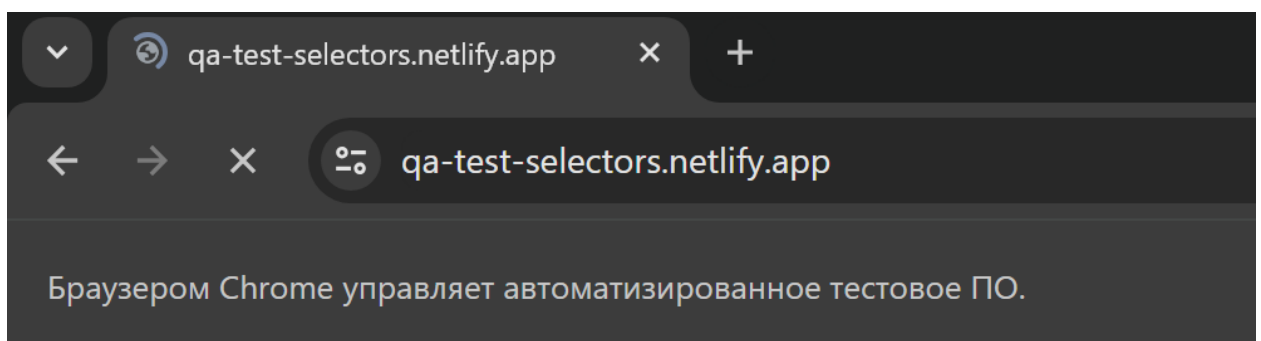 qa-test-selectors.netlify.app
qa-test-selectors.netlify.app
Браузером Chrome управляет автоматизированное тестовое ПО.